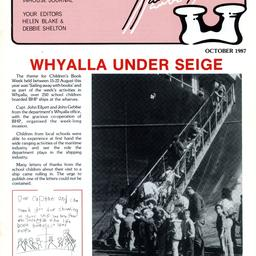 INHOUSE JOURNAL
YOUR EDITORS
HELEN BLAKE &
DEBBIE SHELTON
OCTOBER 1987
WHYALLA UNDER SEIGE
The theme for Children's Book
Week held between 15-22 August this
year was 'Sailing away with books' and
as part of the week's activities in
Whyalla, over 250 school children
boarded BHP ships at the wharves.
Capt. John Elpert and John Gebbie
from the department's Whyalla office,
with the gracious co-operation of
BHP, organised the week-long
invasion.
Children from local schools were
able to experience at first hand the
wide ranging activities of the maritime
industry and see the role the
department plays in the shipping
industry.
Many letters of thanks from the
school children about their visit to a
ship came rolling in. The urge to
publish one of the letters could not be
contained.